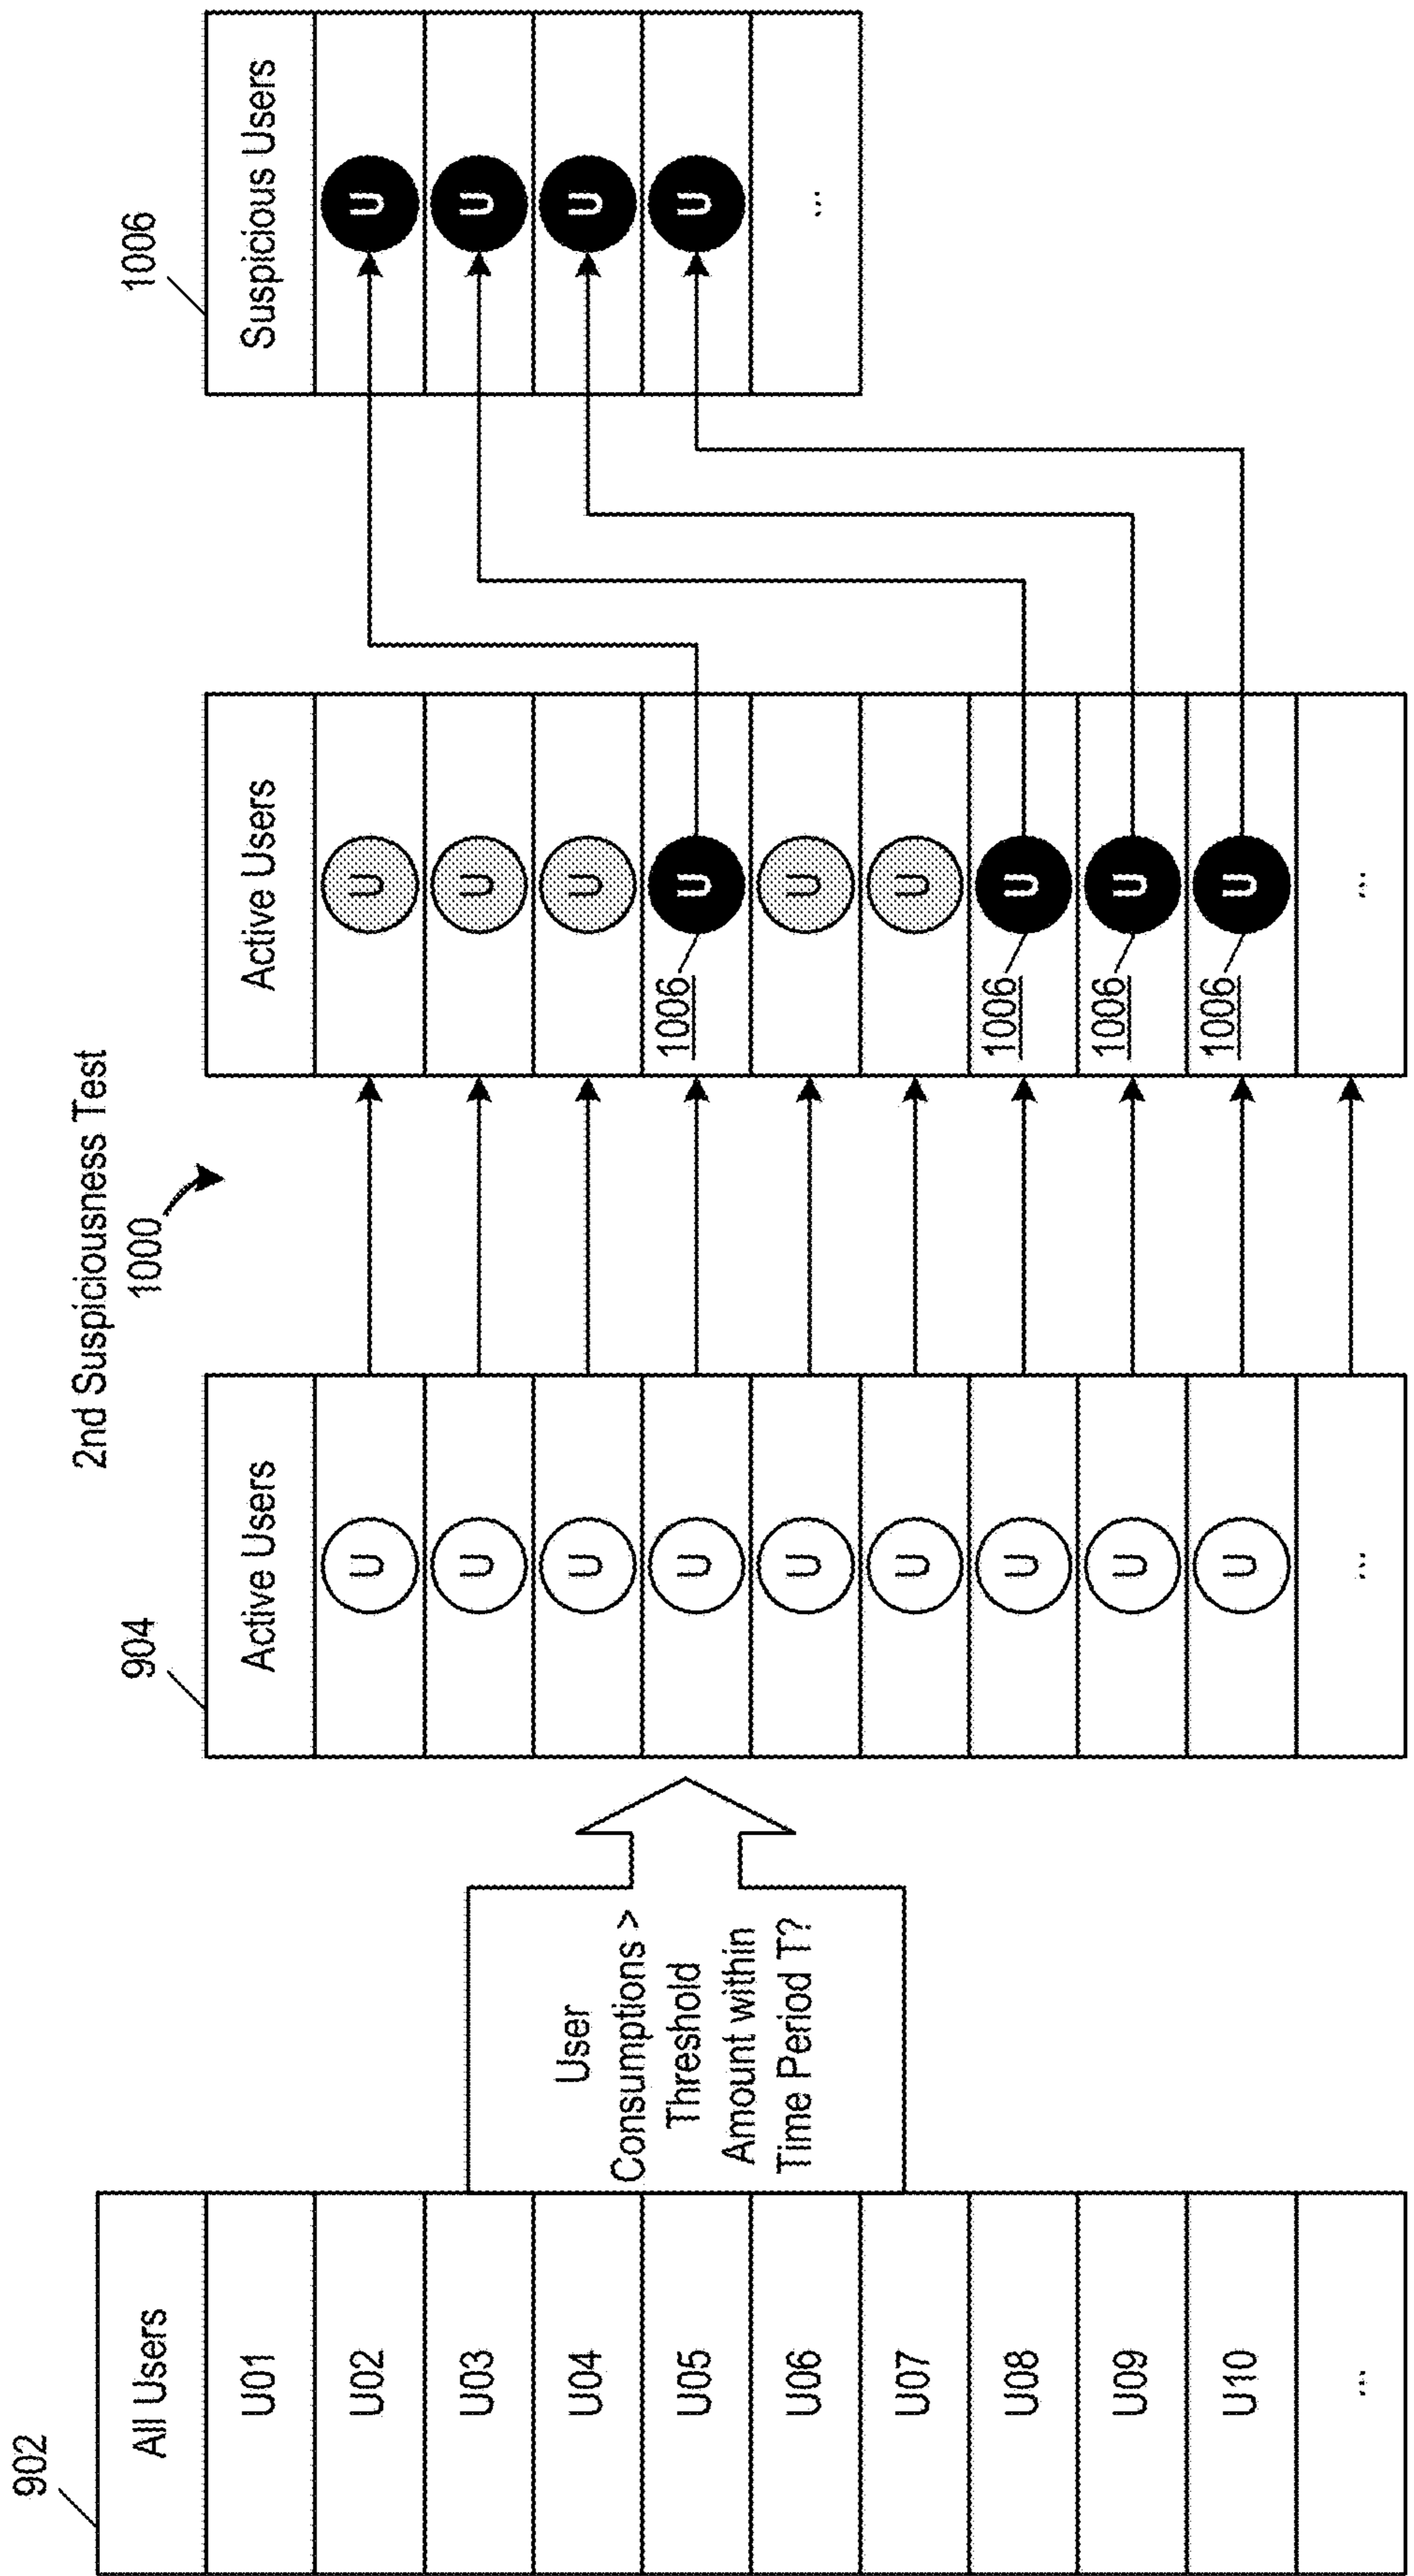 2nd Suspiciousness Test
1000
902
All Users
U01
U02
U03
U04
U05
U06
U07
U08
U09
U10
...
User
Consumptions >
Threshold
Amount within
Time Period T?
904
Active Users
U
U
U
U
U
U
U
U
U
...
Active Users
U
U
U
1006
U
U
U
1006
U
1006
U
1006
U
...
1006
Suspicious Users
U
U
U
U
...